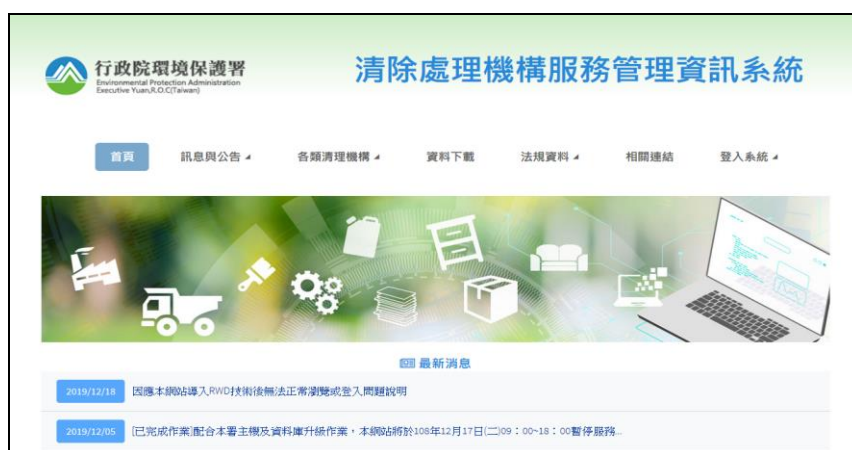 行政院環境保護署
Environmental Protection Administration
Executive Yuan,R.O.C(Taiwan)
清除處理機構服務管理資訊系統
首頁 訊息與公告 各類清理機構 資料下載 法規資料 相關連結 登入系統
最新消息
2019/12/18 因應本網站導入RWD技術後無法正常瀏覽或登入問題說明
2019/12/05 [已完成作業]配合本署主機及資料庫升級作業，本網站將於108年12月17日(二)09：00~18：00暫停服務...